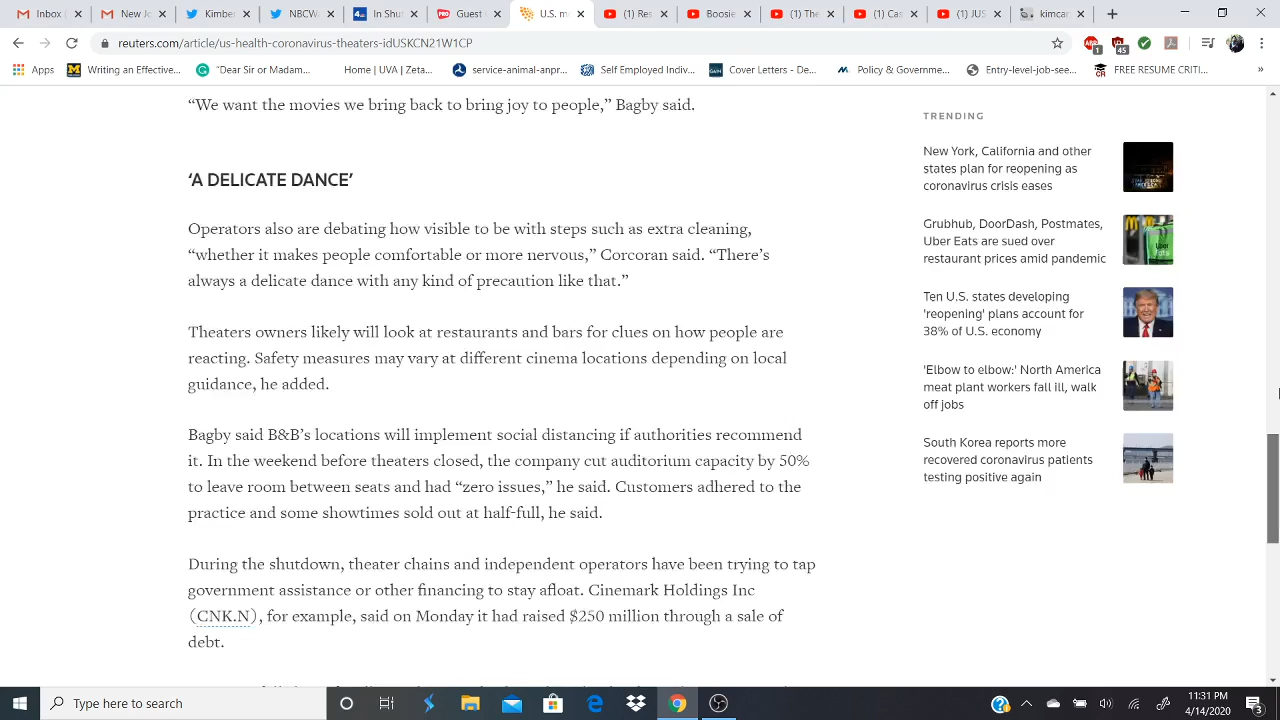 Inbox
New Jc
Inbox
(1) Ho
NBCW
In Shu
Guest
U.S. m
(1) Res
Boosie
(1) The
(1) Cas
(1) JUS
kimcar
reuters.com/article/us-health-coronavirus-theaters-idUSKCN21W1CP
1
45
Apps
Writing an Effective...
"Dear Sir or Madam...
Home | UVA | Zeta...
service-animal-anpr...
Self Employed Indiv...
Cover Letters - De...
Policy & Governme...
Entry-level-job-see...
FREE RESUME CRITI...
»
“We want the movies we bring back to bring joy to people,” Bagby said.
‘A DELICATE DANCE’
Operators also are debating how visible to be with steps such as extra cleaning,
“whether it makes people comfortable or more nervous,” Corcoran said. “There’s
always a delicate dance with any kind of precaution like that.”
Theaters owners likely will look at restaurants and bars for clues on how people are
reacting. Safety measures may vary at different cinema locations depending on local
guidance, he added.
Bagby said B&B’s locations will implement social distancing if authorities recommend
it. In the weekend before theaters closed, the company cut auditorium capacity by 50%
to leave room between seats and had “zero issues,” he said. Customers adhered to the
practice and some showtimes sold out at half-full, he said.
During the shutdown, theater chains and independent operators have been trying to tap
government assistance or other financing to stay afloat. Cinemark Holdings Inc
(CNK.N), for example, said on Monday it had raised $250 million through a sale of
debt.
TRENDING
New York, California and other
states plan for reopening as
coronavirus crisis eases
Grubhub, DoorDash, Postmates,
Uber Eats are sued over
restaurant prices amid pandemic
Ten U.S. states developing
'reopening' plans account for
38% of U.S. economy
'Elbow to elbow:' North America
meat plant workers fall ill, walk
off jobs
South Korea reports more
recovered coronavirus patients
testing positive again
Type here to search
11:31 PM
4/14/2020